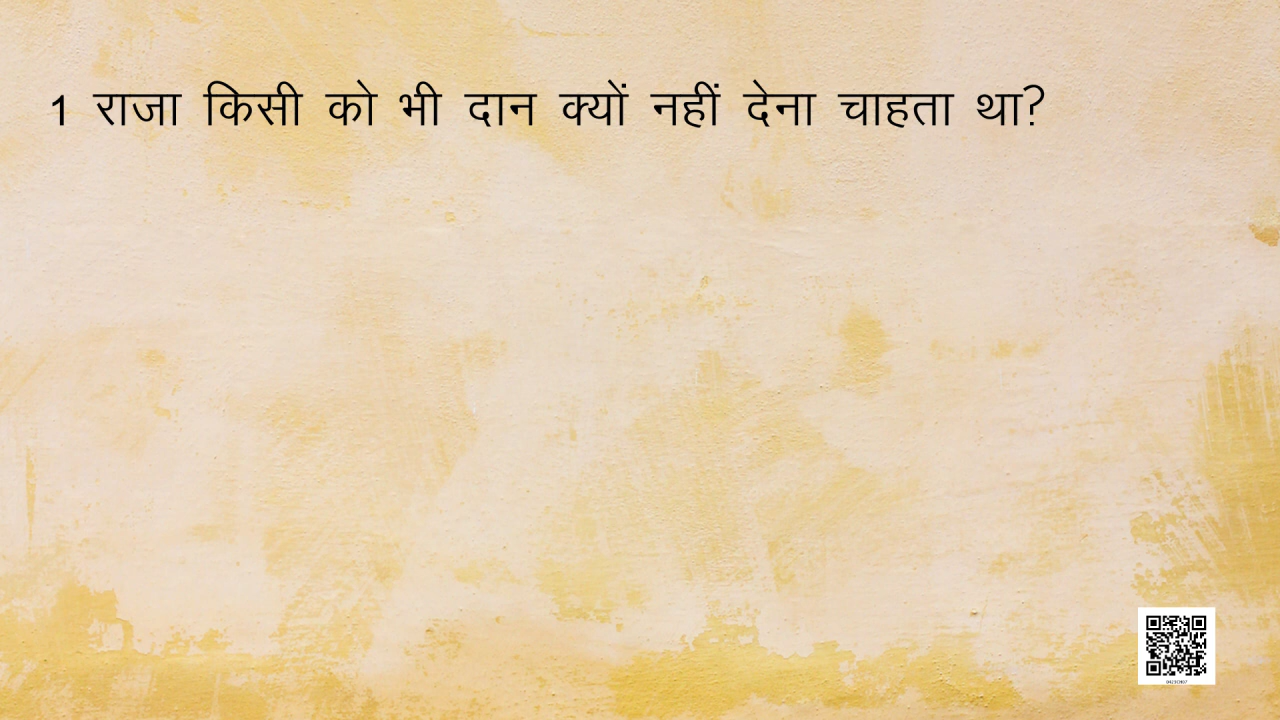 1 राजा किसी को भी दान क्यों नहीं देना चाहता था?